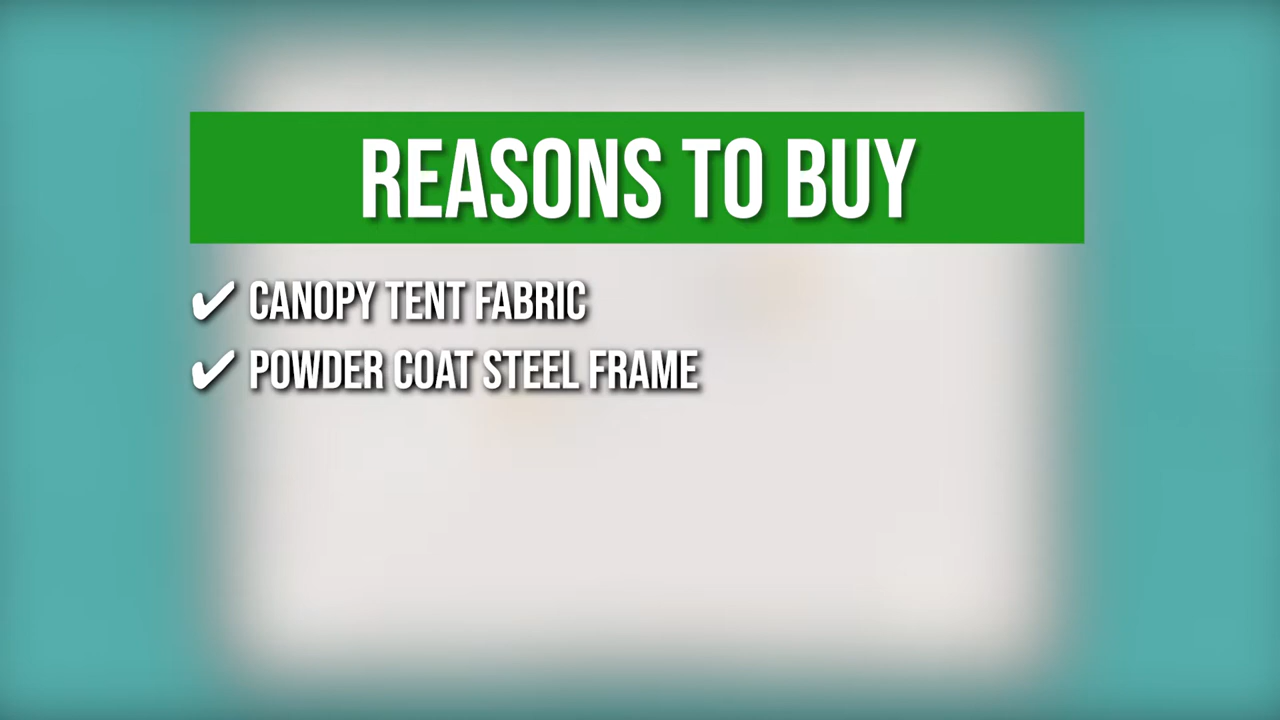 REASONS TO BUY
✔ CANOPY TENT FABRIC
✔ POWDER COAT STEEL FRAME